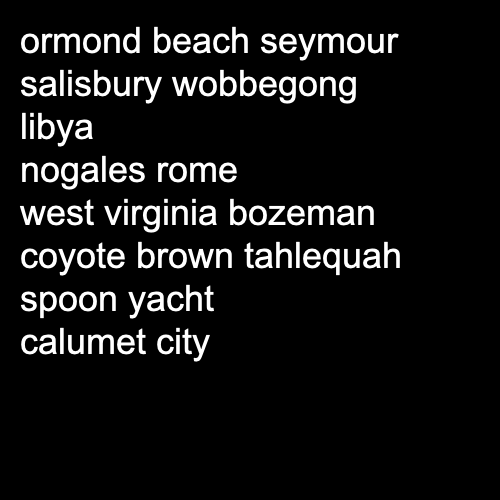 ormond beach seymour
salisbury wobbegong
libya
nogales rome
west virginia bozeman
coyote brown tahlequah
spoon yacht
calumet city